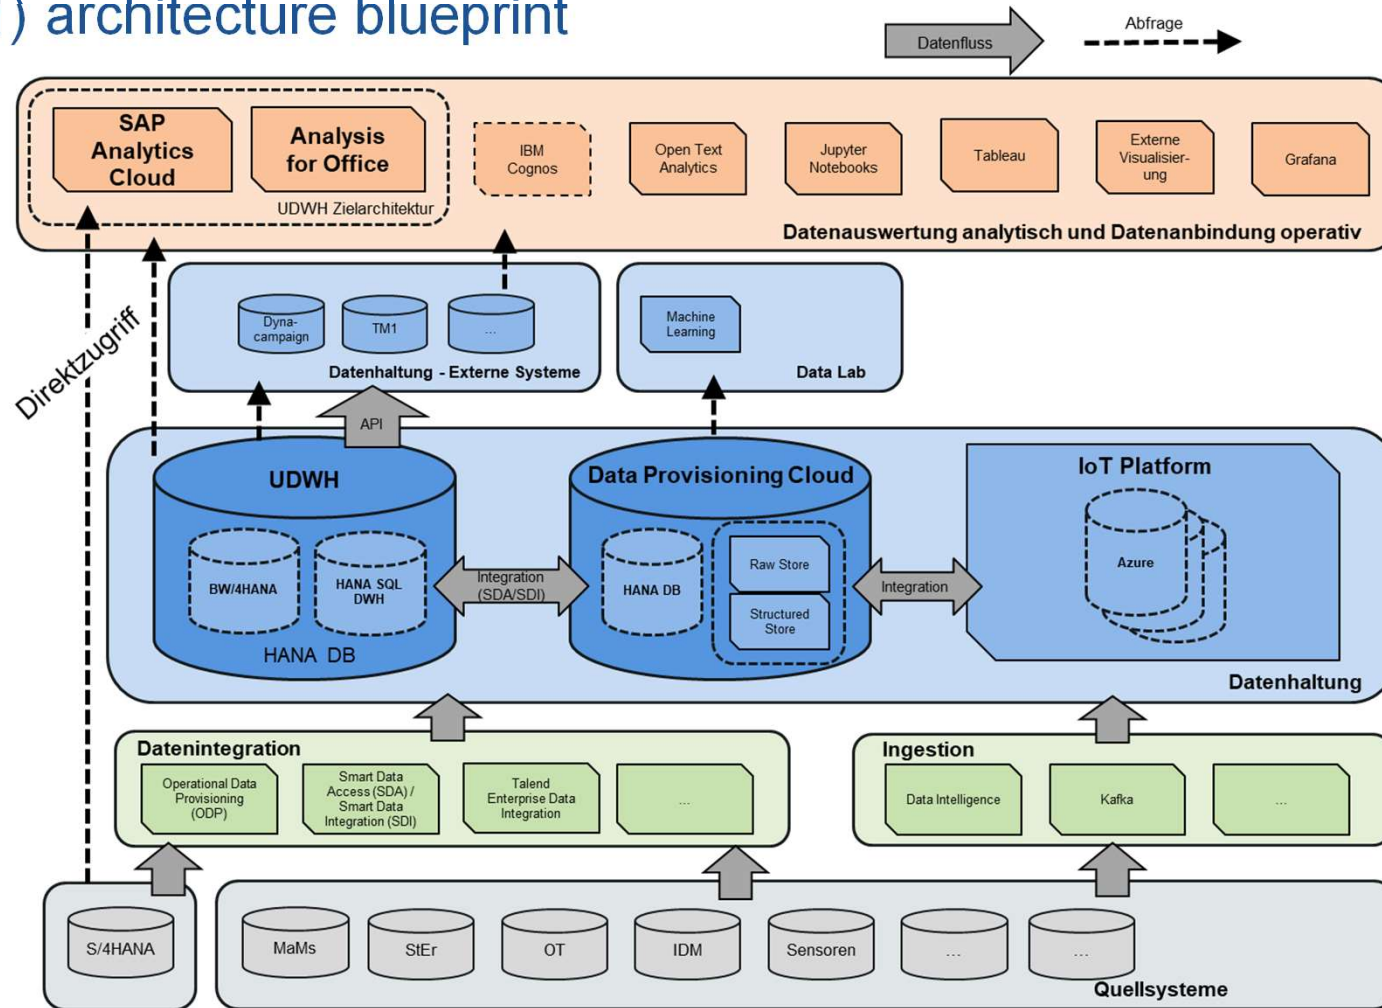 ) architecture blueprint
Datenfluss
Abfrage
SAP
Analytics
Cloud
Analysis
for Office
UDWH Zielarchitektur
IBM
Cognos
Open Text
Analytics
Jupyter
Notebooks
Tableau
Externe
Visualisier-
ung
Grafana
Datenauswertung analytisch und Datenanbindung operativ
Direktzugriff
Dyna-
campaign
TM1
...
Datenhaltung - Externe Systeme
Machine
Learning
Data Lab
API
UDWH
BW/4HANA
HANA SQL
DWH
HANA DB
Integration
(SDA/SDI)
Data Provisioning Cloud
HANA DB
Raw Store
Structured
Store
Integration
IoT Platform
Azure
Datenhaltung
Datenintegration
Operational Data
Provisioning
(ODP)
Smart Data
Access (SDA) /
Smart Data
Integration (SDI)
Talend
Enterprise Data
Integration
...
Ingestion
Data Intelligence
Kafka
...
S/4HANA
MaMs
StEr
OT
IDM
Sensoren
...
...
Quellsysteme